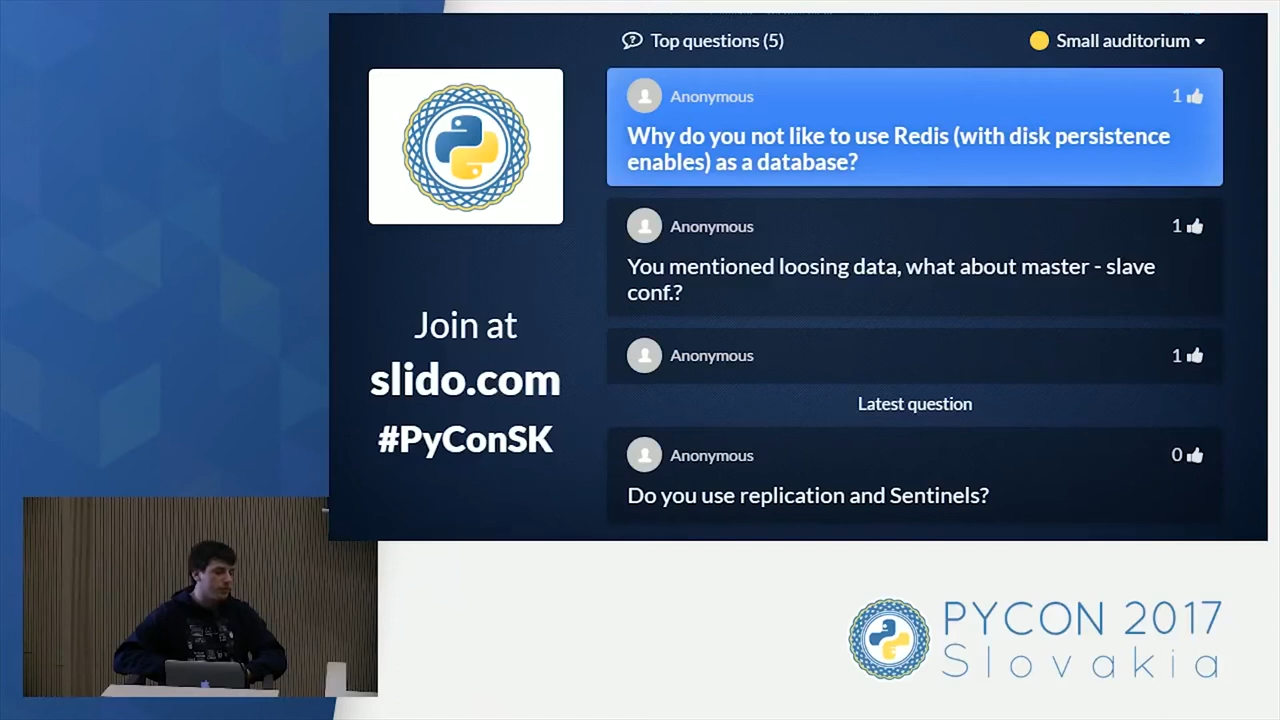 Top questions (5)
Small auditorium
Anonymous
1
Why do you not like to use Redis (with disk persistence
enables) as a database?
Anonymous
1
You mentioned loosing data, what about master - slave
conf.?
Anonymous
1
Latest question
Anonymous
0
Do you use replication and Sentinels?
Join at
slido.com
#PyConSK
PYCON 2017
Slovakia